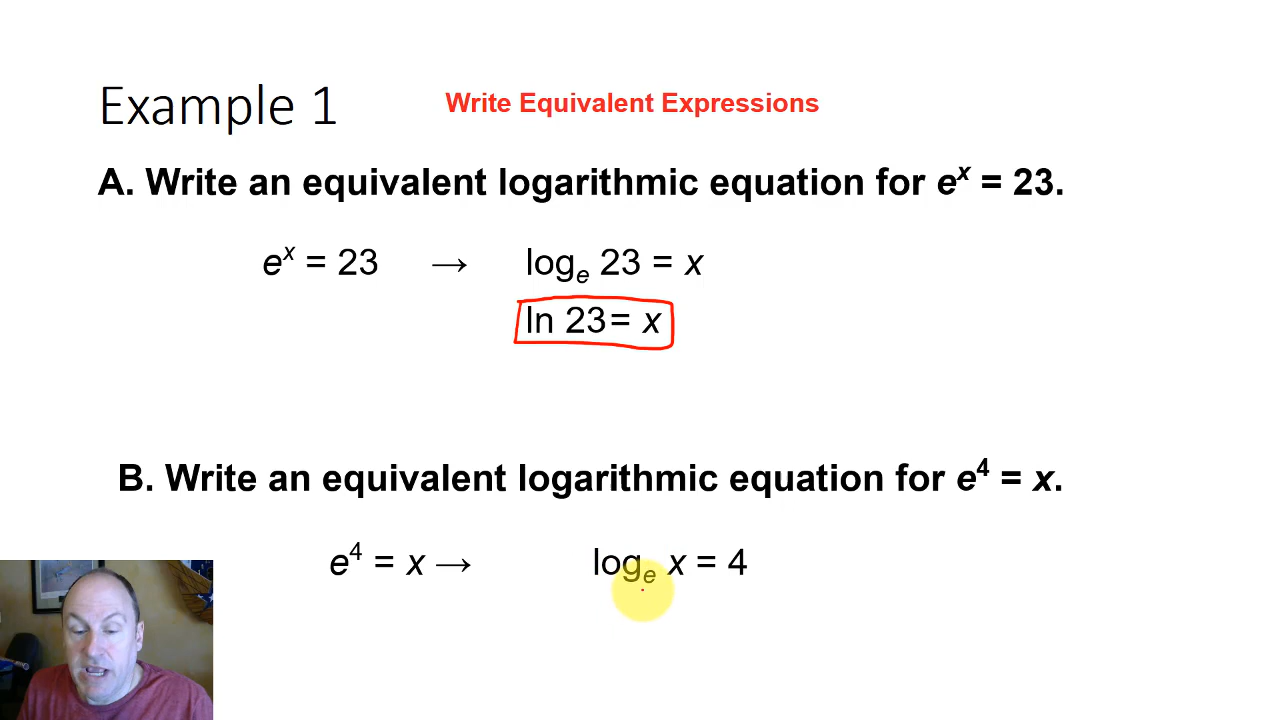 Example 1
Write Equivalent Expressions
A. Write an equivalent logarithmic equation for eˣ = 23.
eˣ = 23 → logₑ 23 = x
ln 23 = x
B. Write an equivalent logarithmic equation for e⁴ = x.
e⁴ = x → logₑ x = 4